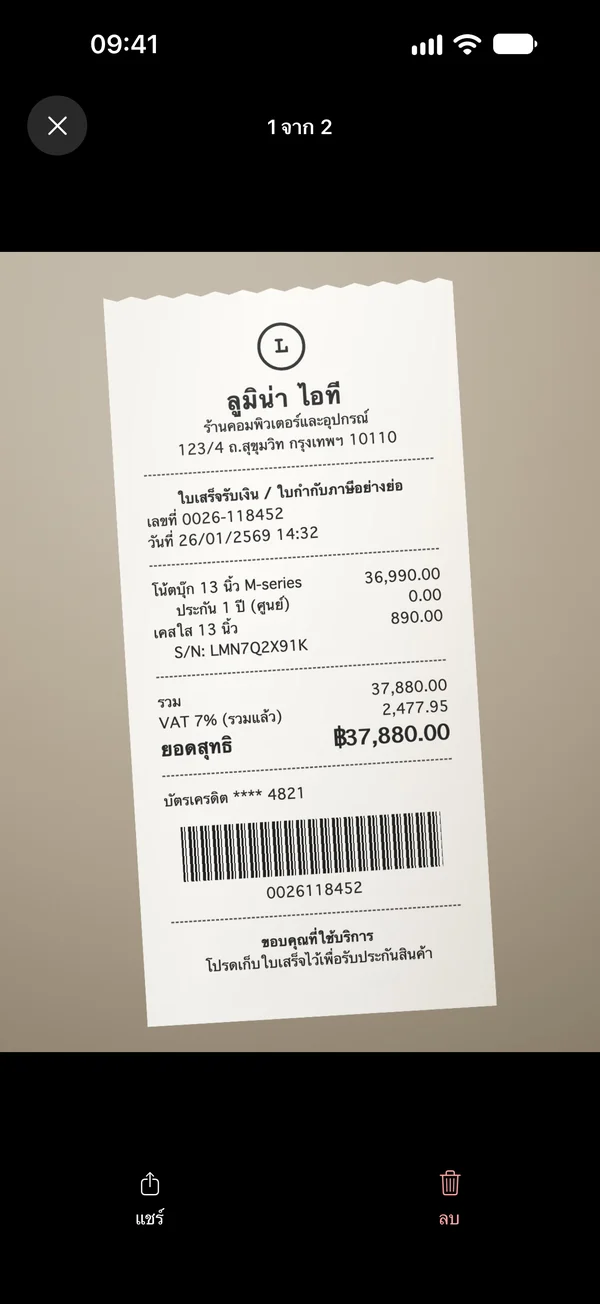 09:41
1 จาก 2
L
ลูมิน่า ไอที
ร้านคอมพิวเตอร์และอุปกรณ์
123/4 ถ.สุขุมวิท กรุงเทพฯ 10110
ใบเสร็จรับเงิน / ใบกำกับภาษีอย่างย่อ
เลขที่ 0026-118452
วันที่ 26/01/2569 14:32
โน้ตบุ๊ก 13 นิ้ว M-series 36,990.00
ประกัน 1 ปี (ศูนย์) 0.00
เคสใส 13 นิ้ว 890.00
S/N: LMN7Q2X91K
รวม 37,880.00
VAT 7% (รวมแล้ว) 2,477.95
ยอดสุทธิ ฿37,880.00
บัตรเครดิต **** 4821
0026118452
ขอบคุณที่ใช้บริการ
โปรดเก็บใบเสร็จไว้เพื่อรับประกันสินค้า
แชร์ ลบ